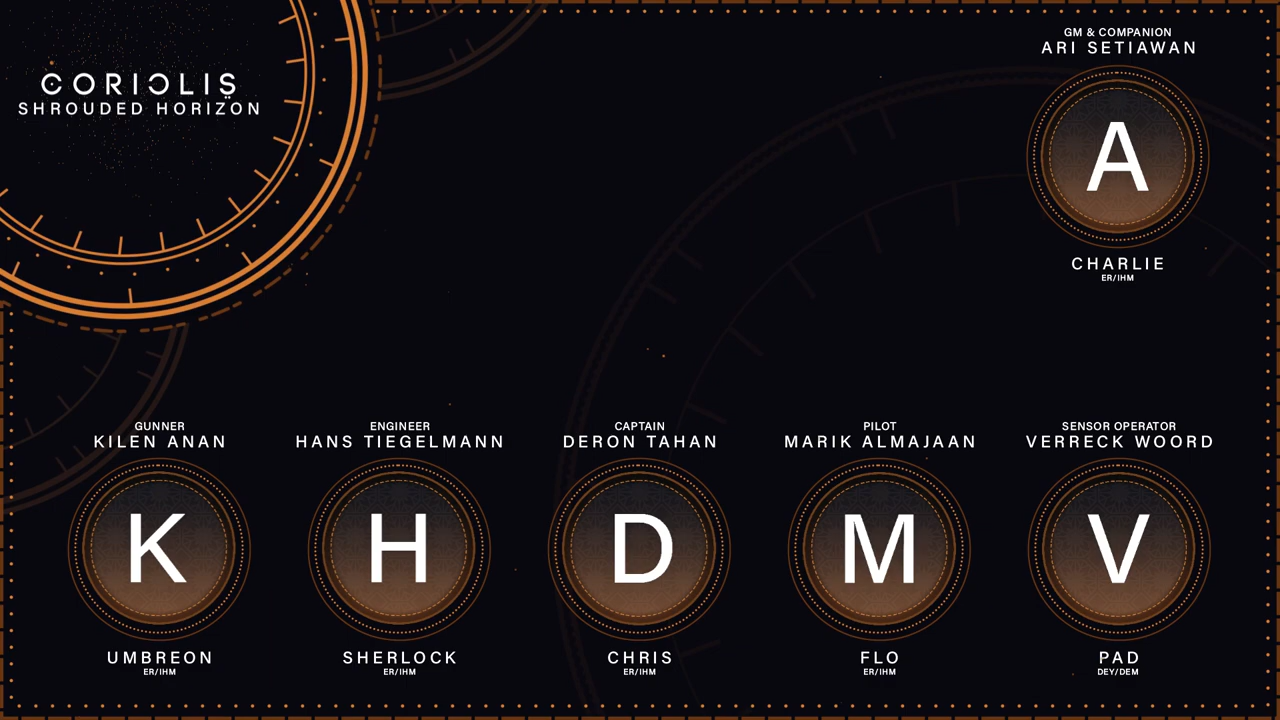 CORIOLIS
SHROUDED HORIZON
GM & COMPANION
ARI SETIAWAN
A
CHARLIE
ER/IHM
GUNNER
KILEN ANAN
K
UMBREON
ER/IHM
ENGINEER
HANS TIEGELMANN
H
SHERLOCK
ER/IHM
CAPTAIN
DERON TAHAN
D
CHRIS
ER/IHM
PILOT
MARIK ALMAJAAN
M
FLO
ER/IHM
SENSOR OPERATOR
VERRECK WOORD
V
PAD
DEY/DEM